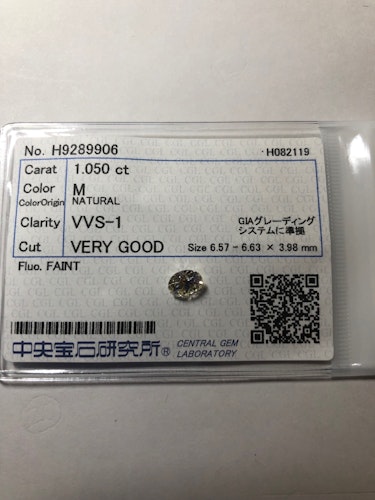 No. H9289906 ·H082119
Carat 1.050 ct
Color M
ColorOrigin NATURAL
Clarity VVS-1 GIAグレーディング
システムに準拠
Cut VERY GOOD Size 6.57 - 6.63 × 3.98 mm
Fluo. FAINT
中央宝石研究所® CENTRAL GEM
LABORATORY